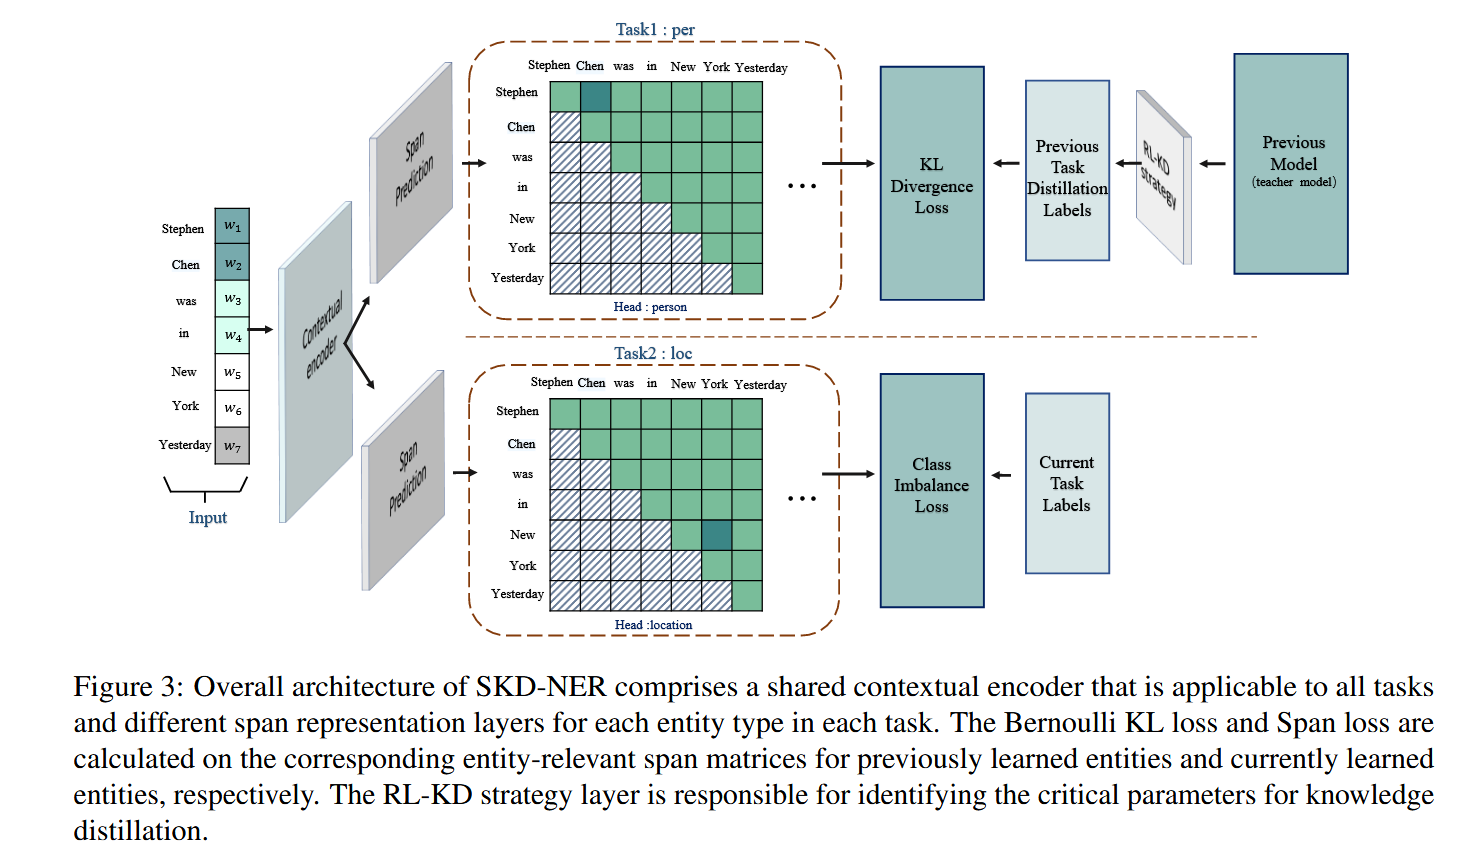 Task1 : per
Stephen Chen was in New York Yesterday
Stephen
Chen
was
in
New
York
Yesterday
Head : person
Span
Prediction
...
KL
Divergence
Loss
Previous
Task
Distillation
Labels
RL-KD
strategy
Previous
Model
(teacher model)
Stephen
Chen
was
in
New
York
Yesterday
w1
w2
w3
w4
w5
w6
w7
Input
Contextual
encoder
Task2 : loc
Stephen Chen was in New York Yesterday
Stephen
Chen
was
in
New
York
Yesterday
Head :location
Span
Prediction
...
Class
Imbalance
Loss
Current
Task
Labels
Figure 3: Overall architecture of SKD-NER comprises a shared contextual encoder that is applicable to all tasks
and different span representation layers for each entity type in each task. The Bernoulli KL loss and Span loss are
calculated on the corresponding entity-relevant span matrices for previously learned entities and currently learned
entities, respectively. The RL-KD strategy layer is responsible for identifying the critical parameters for knowledge
distillation.